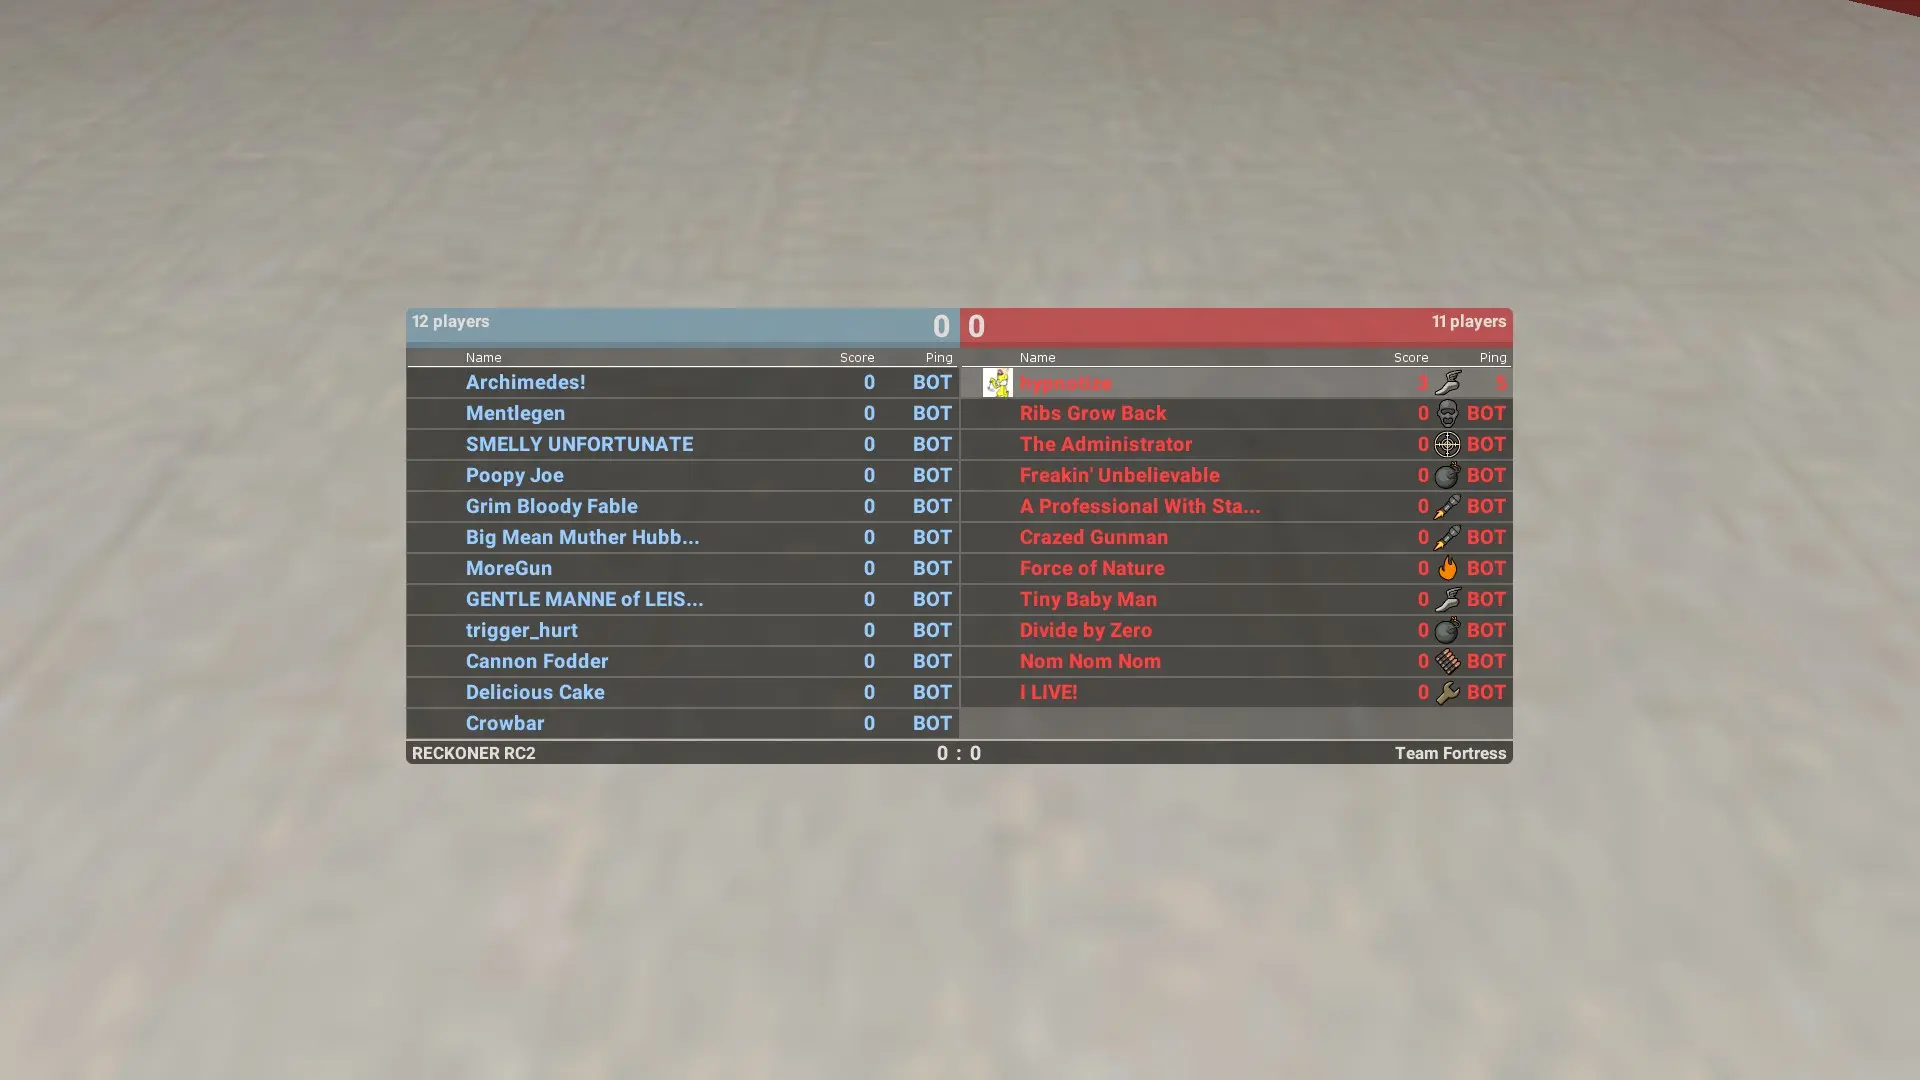 12 players 0
Name Score Ping
Archimedes! 0 BOT
Mentlegen 0 BOT
SMELLY UNFORTUNATE 0 BOT
Poopy Joe 0 BOT
Grim Bloody Fable 0 BOT
Big Mean Muther Hubb... 0 BOT
MoreGun 0 BOT
GENTLE MANNE of LEIS... 0 BOT
trigger_hurt 0 BOT
Cannon Fodder 0 BOT
Delicious Cake 0 BOT
Crowbar 0 BOT
0 11 players
Name Score Ping
hypnotize 3 5
Ribs Grow Back 0 BOT
The Administrator 0 BOT
Freakin' Unbelievable 0 BOT
A Professional With Sta... 0 BOT
Crazed Gunman 0 BOT
Force of Nature 0 BOT
Tiny Baby Man 0 BOT
Divide by Zero 0 BOT
Nom Nom Nom 0 BOT
I LIVE! 0 BOT
RECKONER RC2 0 : 0 Team Fortress